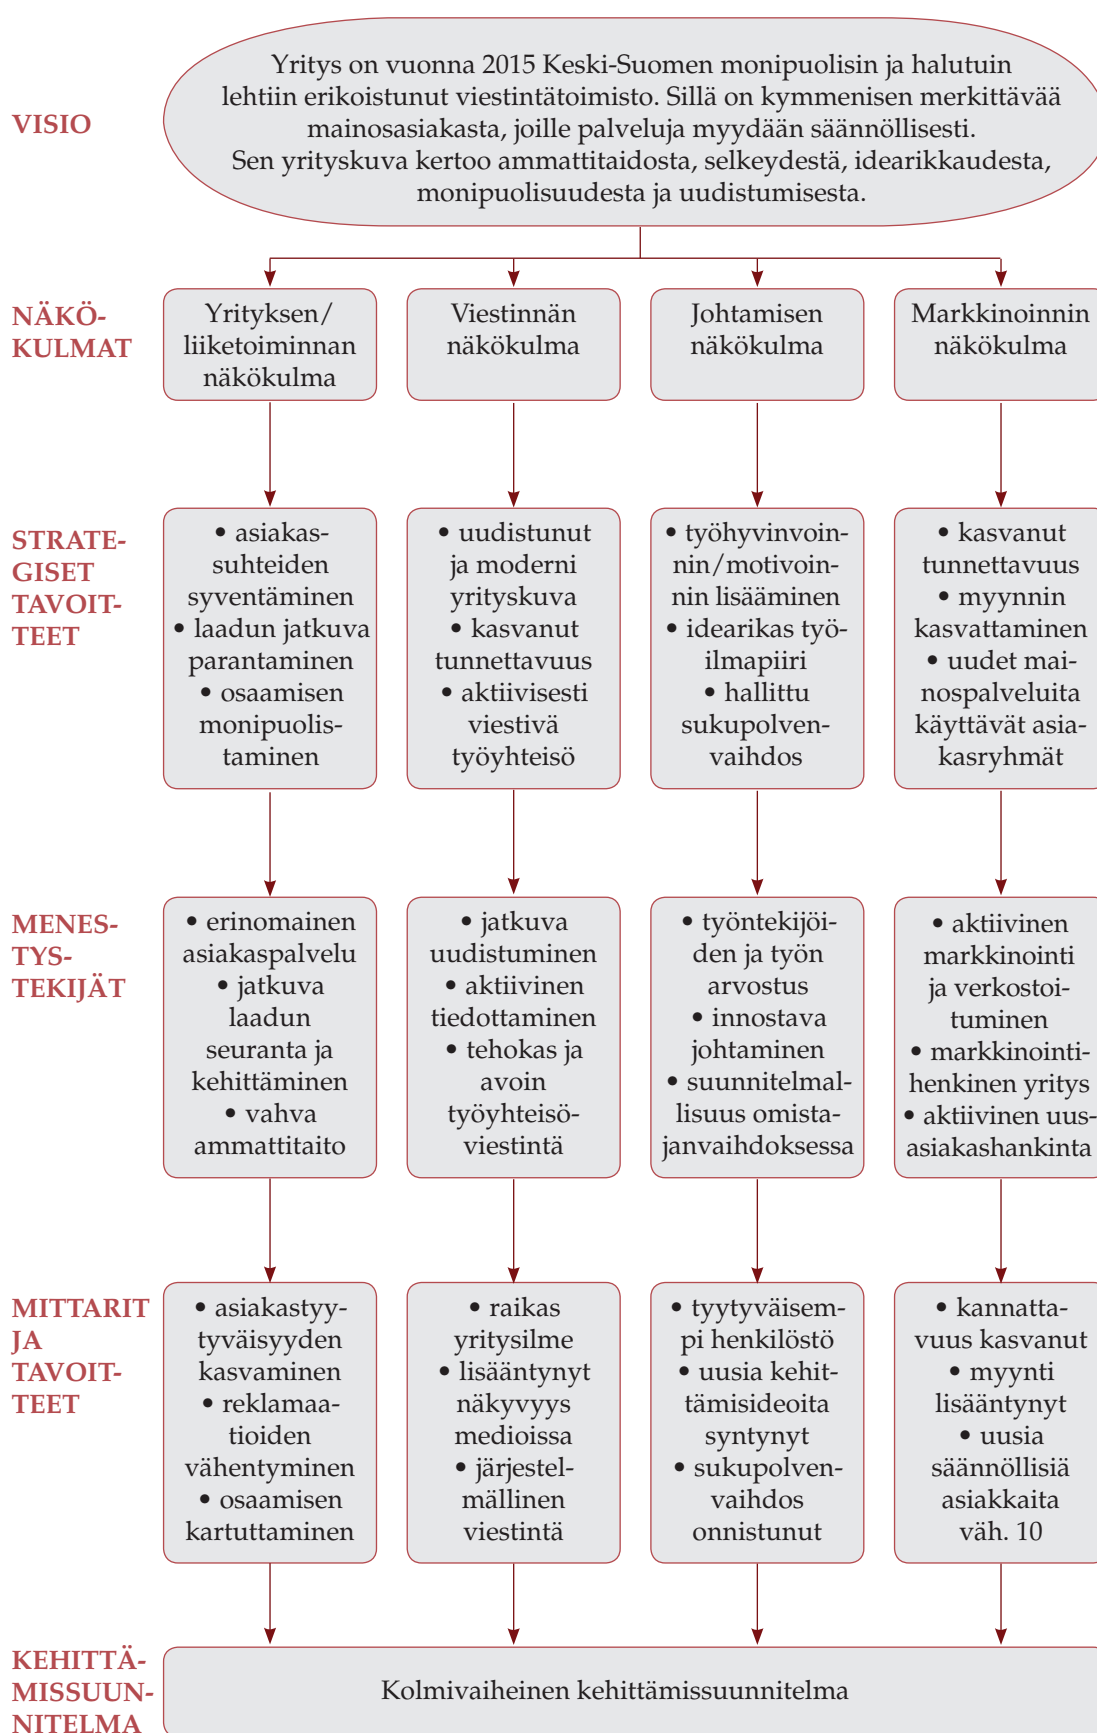 VISIO
Yritys on vuonna 2015 Keski-Suomen monipuolisin ja halutuin
lehtiin erikoistunut viestintätoimisto. Sillä on kymmenisen merkittävää
mainosasiakasta, joille palveluja myydään säännöllisesti.
Sen yrityskuva kertoo ammattitaidosta, selkeydestä, idearikkaudesta,
monipuolisuudesta ja uudistumisesta.
NÄKÖ-
KULMAT
Yrityksen/
liiketoiminnan
näkökulma
Viestinnän
näkökulma
Johtamisen
näkökulma
Markkinoinnin
näkökulma
STRATE-
GISET
TAVOIT-
TEET
• asiakas-
suhteiden
syventäminen
• laadun jatkuva
parantaminen
• osaamisen
monipuolis-
taminen
• uudistunut
ja moderni
yrityskuva
• kasvanut
tunnettavuus
• aktiivisesti
viestivä
työyhteisö
• työhyvinvoin-
nin/motivoin-
nin lisääminen
• idearikas työ-
ilmapiiri
• hallittu
sukupolven-
vaihdos
• kasvanut
tunnettavuus
• myynnin
kasvattaminen
• uudet mai-
nospalveluita
käyttävät asia-
kasryhmät
MENES-
TYS-
TEKIJÄT
• erinomainen
asiakaspalvelu
• jatkuva
laadun
seuranta ja
kehittäminen
• vahva
ammattitaito
• jatkuva
uudistuminen
• aktiivinen
tiedottaminen
• tehokas ja
avoin
työyhteisö-
viestintä
• työntekijöi-
den ja työn
arvostus
• innostava
johtaminen
• suunnitelmal-
lisuus omista-
janvaihdoksessa
• aktiivinen
markkinointi
ja verkostoi-
tuminen
• markkinointi-
henkinen yritys
• aktiivinen uus-
asiakashankinta
MITTARIT
JA
TAVOIT-
TEET
• asiakastyy-
tyväisyyden
kasvaminen
• reklamaa-
tioiden
vähentyminen
• osaamisen
kartuttaminen
• raikas
yritysilme
• lisääntynyt
näkyvyys
medioissa
• järjestel-
mällinen
viestintä
• tyytyväisem-
pi henkilöstö
• uusia kehit-
tämisideoita
syntynyt
• sukupolven-
vaihdos
onnistunut
• kannatta-
vuus kasvanut
• myynti
lisääntynyt
• uusia
säännöllisiä
asiakkaita
väh. 10
KEHITTÄ-
MISSUUN-
NITELMA
Kolmivaiheinen kehittämissuunnitelma